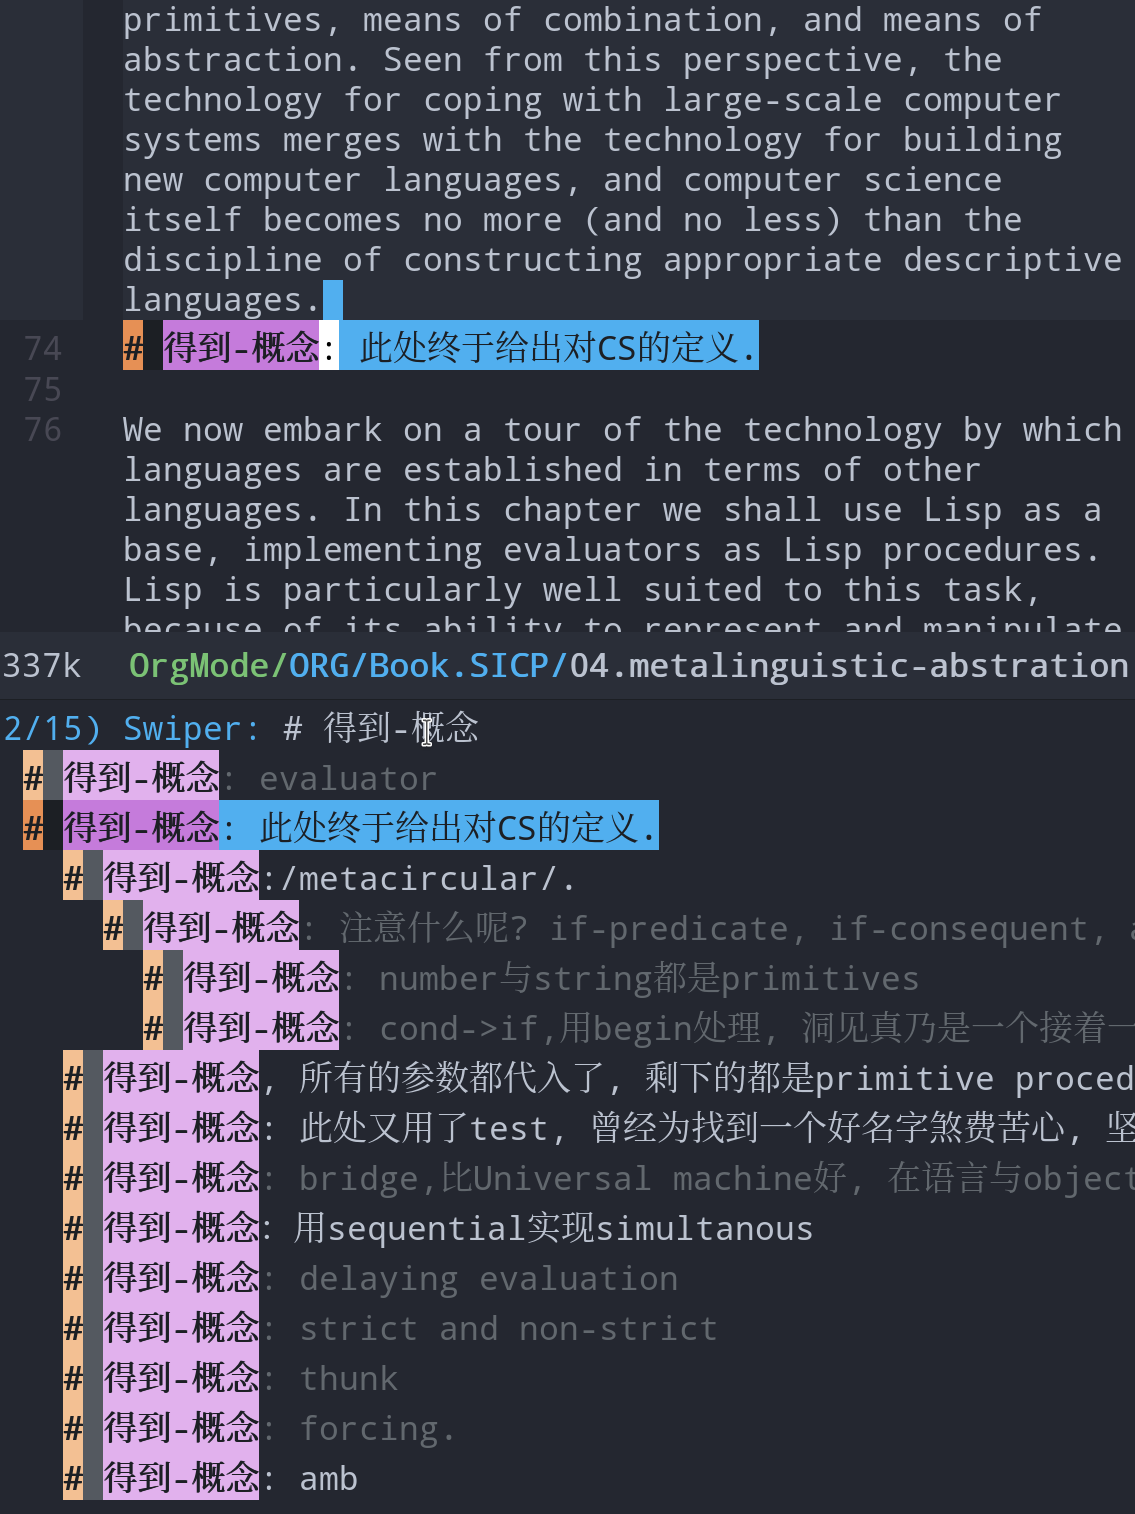 primitives, means of combination, and means of
abstraction. Seen from this perspective, the
technology for coping with large-scale computer
systems merges with the technology for building
new computer languages, and computer science
itself becomes no more (and no less) than the
discipline of constructing appropriate descriptive
languages.
74 # 得到-概念: 此处终于给出对CS的定义.
75
76 We now embark on a tour of the technology by which
languages are established in terms of other
languages. In this chapter we shall use Lisp as a
base, implementing evaluators as Lisp procedures.
Lisp is particularly well suited to this task,
because of its ability to represent and manipulate
337k OrgMode/ORG/Book.SICP/04.metalinguistic-abstration
2/15) Swiper: # 得到-概念
# 得到-概念: evaluator
# 得到-概念: 此处终于给出对CS的定义.
# 得到-概念:/metacircular/.
# 得到-概念: 注意什么呢? if-predicate, if-consequent,
# 得到-概念: number与string都是primitives
# 得到-概念: cond->if,用begin处理, 洞见真乃是一个接着一
# 得到-概念, 所有的参数都代入了, 剩下的都是primitive proced
# 得到-概念: 此处又用了test, 曾经为找到一个好名字煞费苦心, 坚
# 得到-概念: bridge,比Universal machine好, 在语言与object
# 得到-概念: 用sequential实现simultanous
# 得到-概念: delaying evaluation
# 得到-概念: strict and non-strict
# 得到-概念: thunk
# 得到-概念: forcing.
# 得到-概念: amb